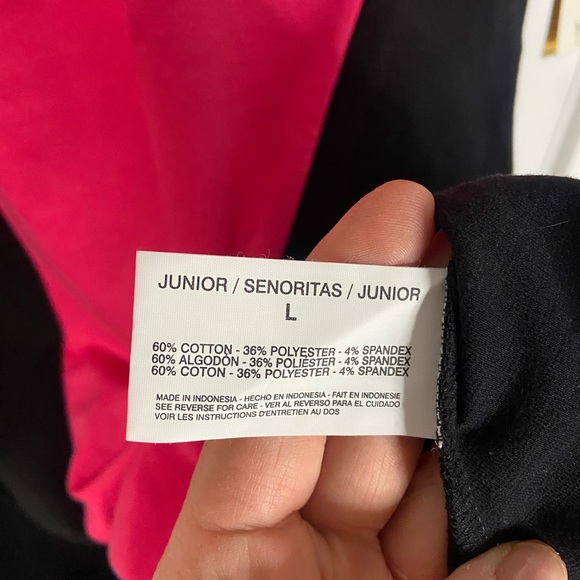 JUNIOR / SENORITAS / JUNIOR
L
60% COTTON - 36% POLYESTER - 4% SPANDEX
60% ALGODÓN - 36% POLIÉSTER - 4% SPANDEX
60% COTON - 36% POLYESTER - 4% SPANDEX
MADE IN INDONESIA - HECHO EN INDONESIA - FAIT EN INDONESIE
SEE REVERSE FOR CARE - VER AL REVERSO PARA EL CUIDADO
VOIR LES INSTRUCTIONS D'ENTRETIEN AU DOS